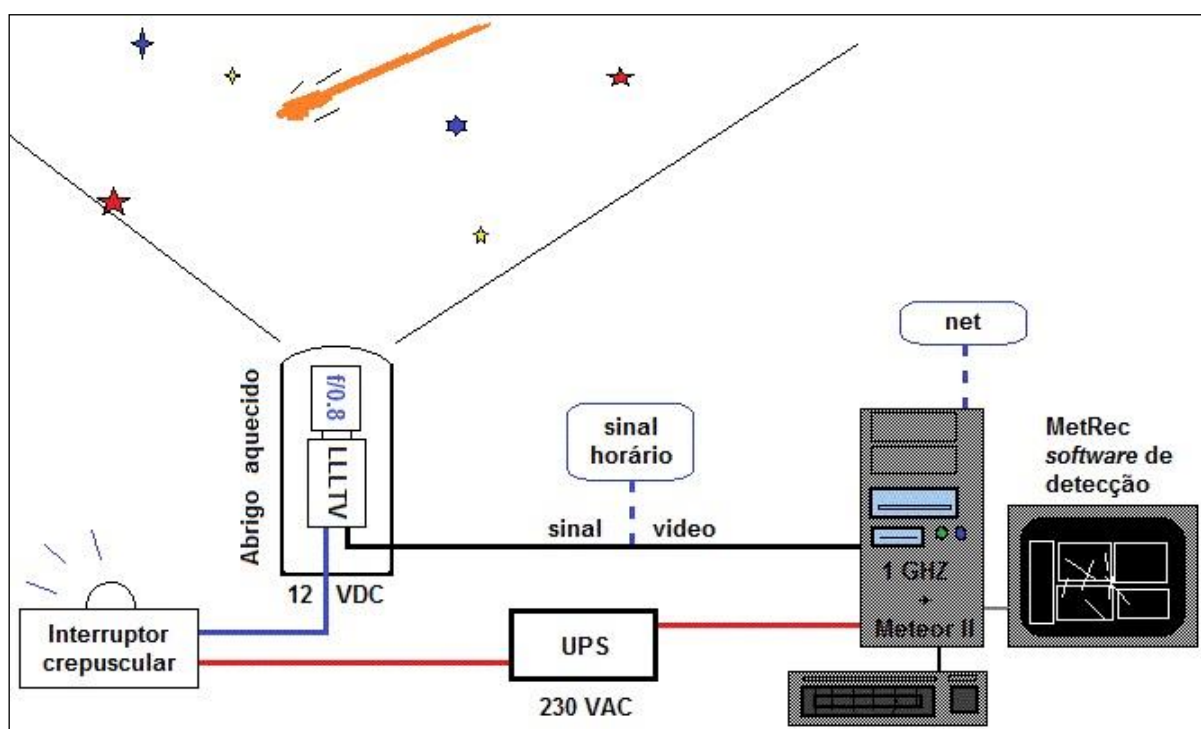 net
Abrigo aquecido
f/0.8
LLLTV
sinal
horário
MetRec
software de
detecção
sinal video
1 GHZ
+
Meteor II
12 VDC
Interruptor
crepuscular
UPS
230 VAC